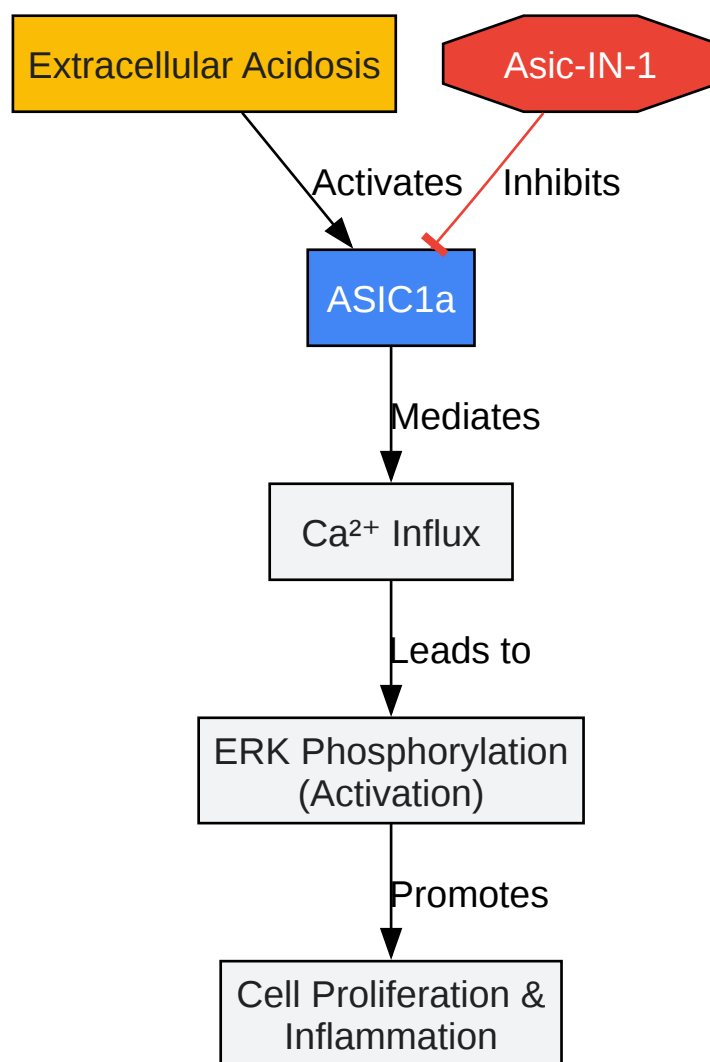 Extracellular Acidosis
Asic-IN-1
Activates
Inhibits
ASIC1a
Mediates
Ca²⁺ Influx
Leads to
ERK Phosphorylation
(Activation)
Promotes
Cell Proliferation &
Inflammation